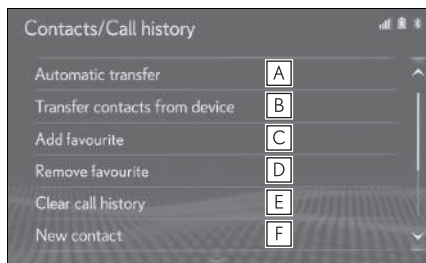 Contacts/Call history
Automatic transfer A
Transfer contacts from device B
Add favourite C
Remove favourite D
Clear call history E
New contact F